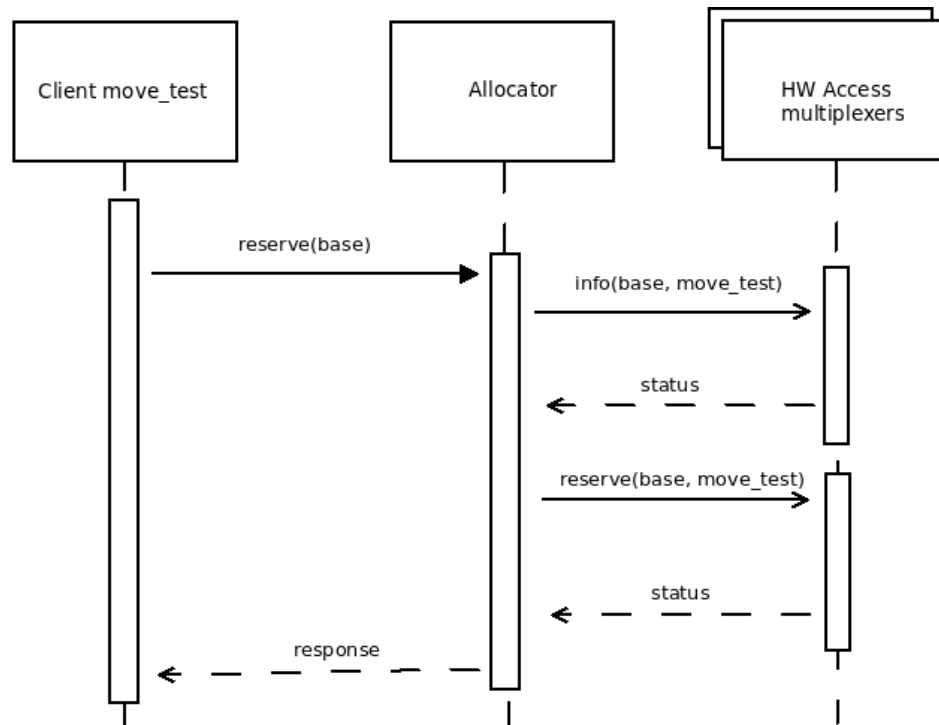 Client move_test
Allocator
HW Access
multiplexers
reserve(base)
info(base, move_test)
status
reserve(base, move_test)
status
response